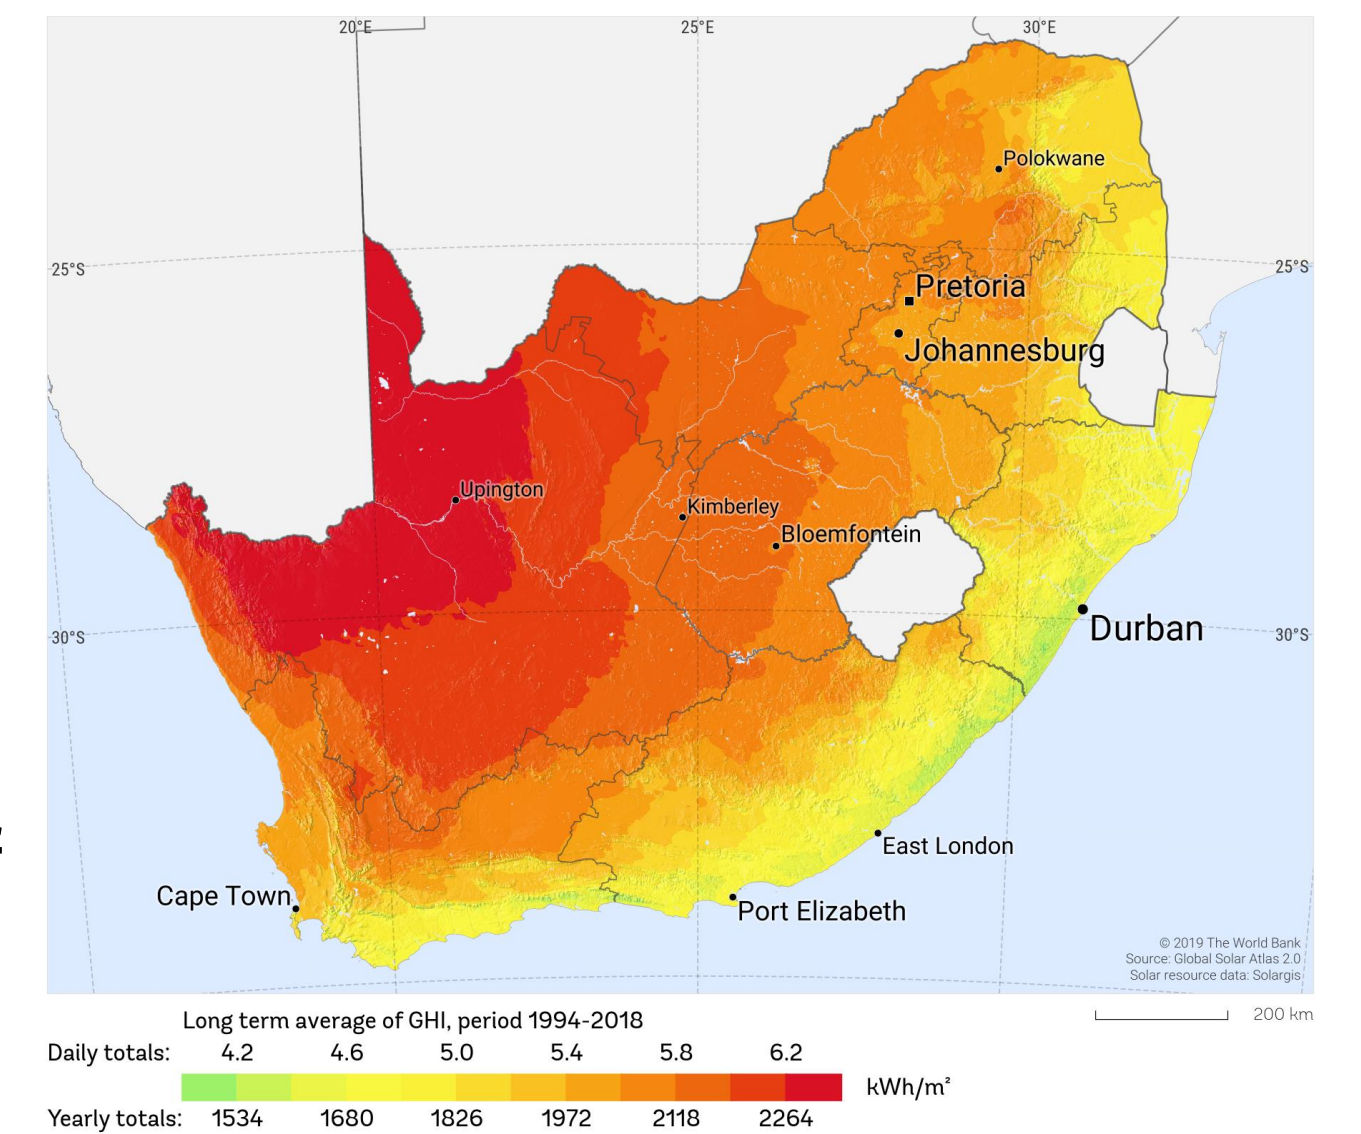 20°E 25°E 30°E
Polokwane
25°S 25°S
Pretoria
Johannesburg
Upington
Kimberley
Bloemfontein
Durban
30°S 30°S
East London
Cape Town
Port Elizabeth
© 2019 The World Bank
Source: Global Solar Atlas 2.0
Solar resource data: Solargis
200 km
Long term average of GHI, period 1994-2018
Daily totals: 4.2 4.6 5.0 5.4 5.8 6.2
kWh/m²
Yearly totals: 1534 1680 1826 1972 2118 2264